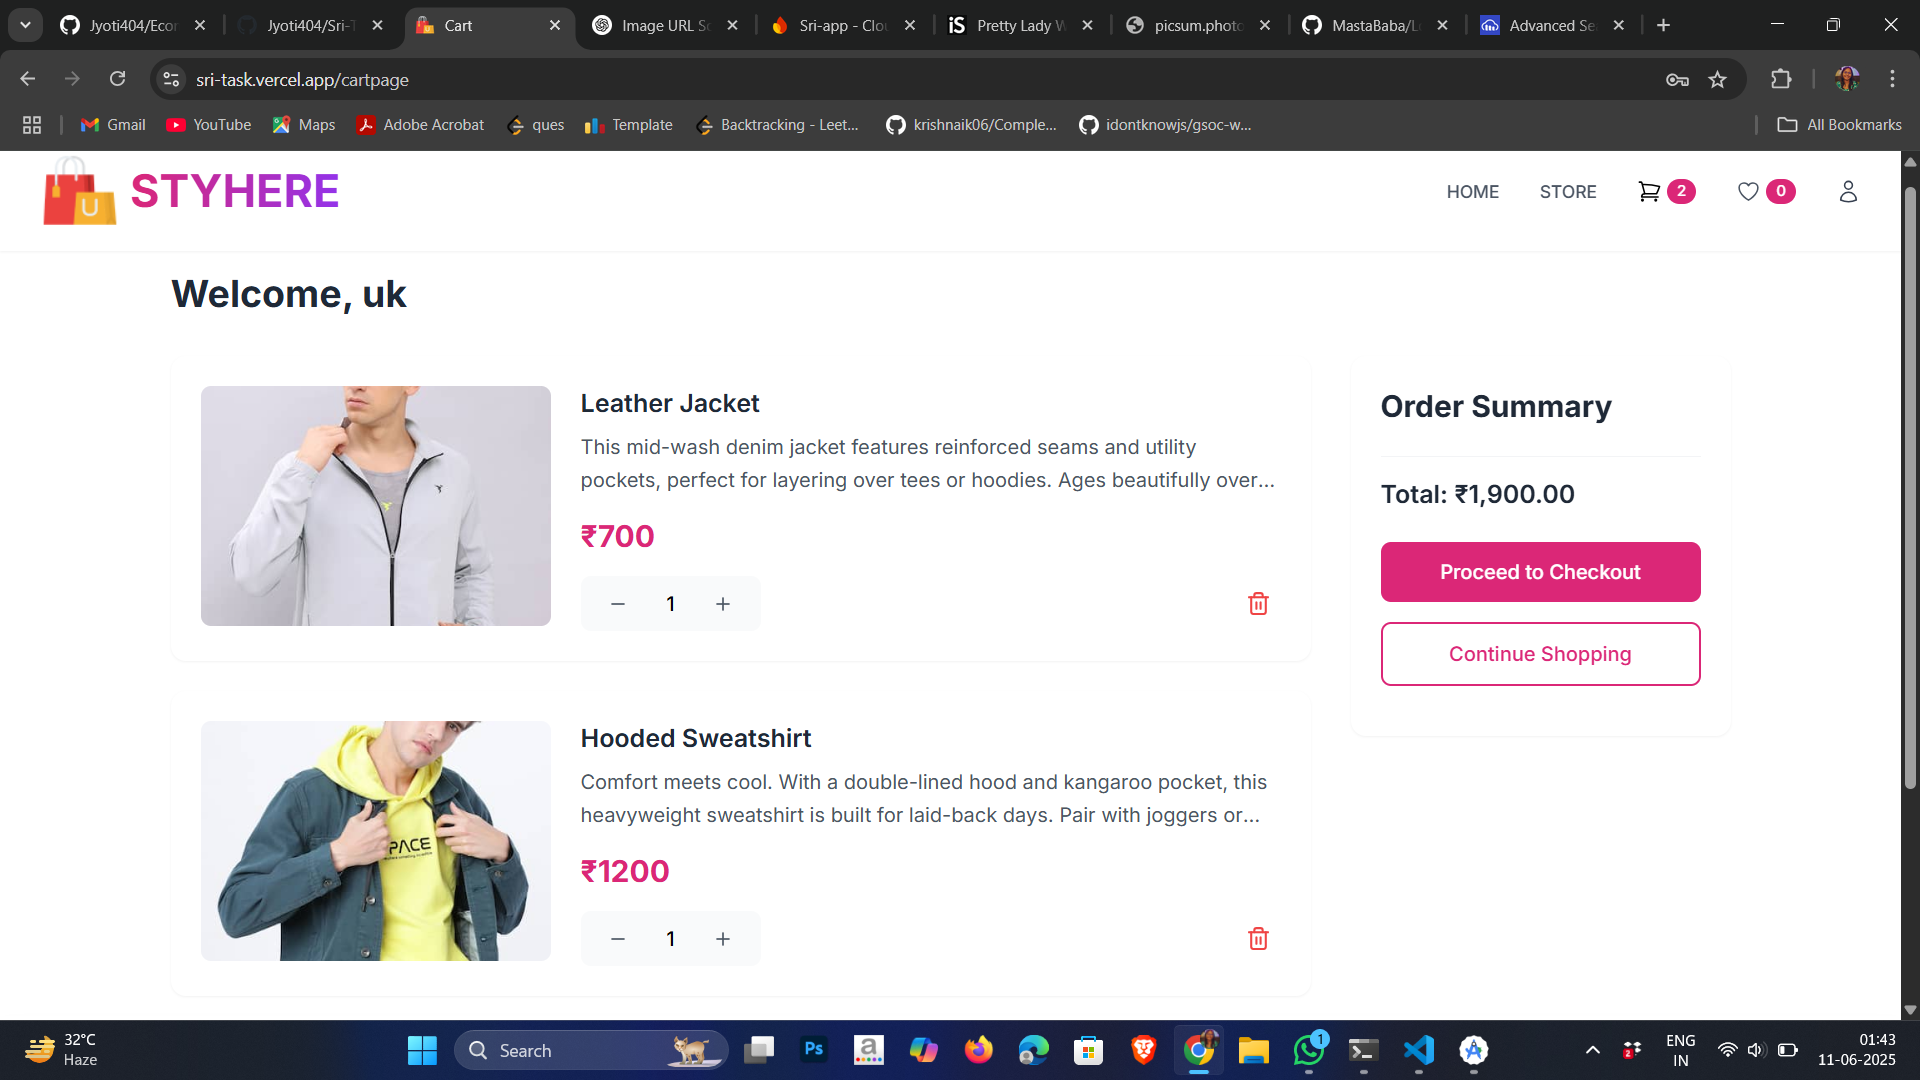 Jyoti404/Ecor
Jyoti404/Sri-T
Cart
Image URL Sc
Sri-app - Clou
iS
Pretty Lady W
picsum.photo
MastaBaba/L
Advanced Se
sri-task.vercel.app/cartpage
Gmail
YouTube
Maps
Adobe Acrobat
ques
Template
Backtracking - Leet...
krishnaik06/Comple...
idontknowjs/gsoc-w...
All Bookmarks
U
STYHERE
HOME
STORE
2
0
Welcome, uk
Leather Jacket
This mid-wash denim jacket features reinforced seams and utility
pockets, perfect for layering over tees or hoodies. Ages beautifully over...
₹700
1
Order Summary
Total: ₹1,900.00
Proceed to Checkout
Continue Shopping
PACE
Hooded Sweatshirt
Comfort meets cool. With a double-lined hood and kangaroo pocket, this
heavyweight sweatshirt is built for laid-back days. Pair with joggers or...
₹1200
1
32°C
Haze
Search
Ps
a
1
2
ENG
IN
01:43
11-06-2025